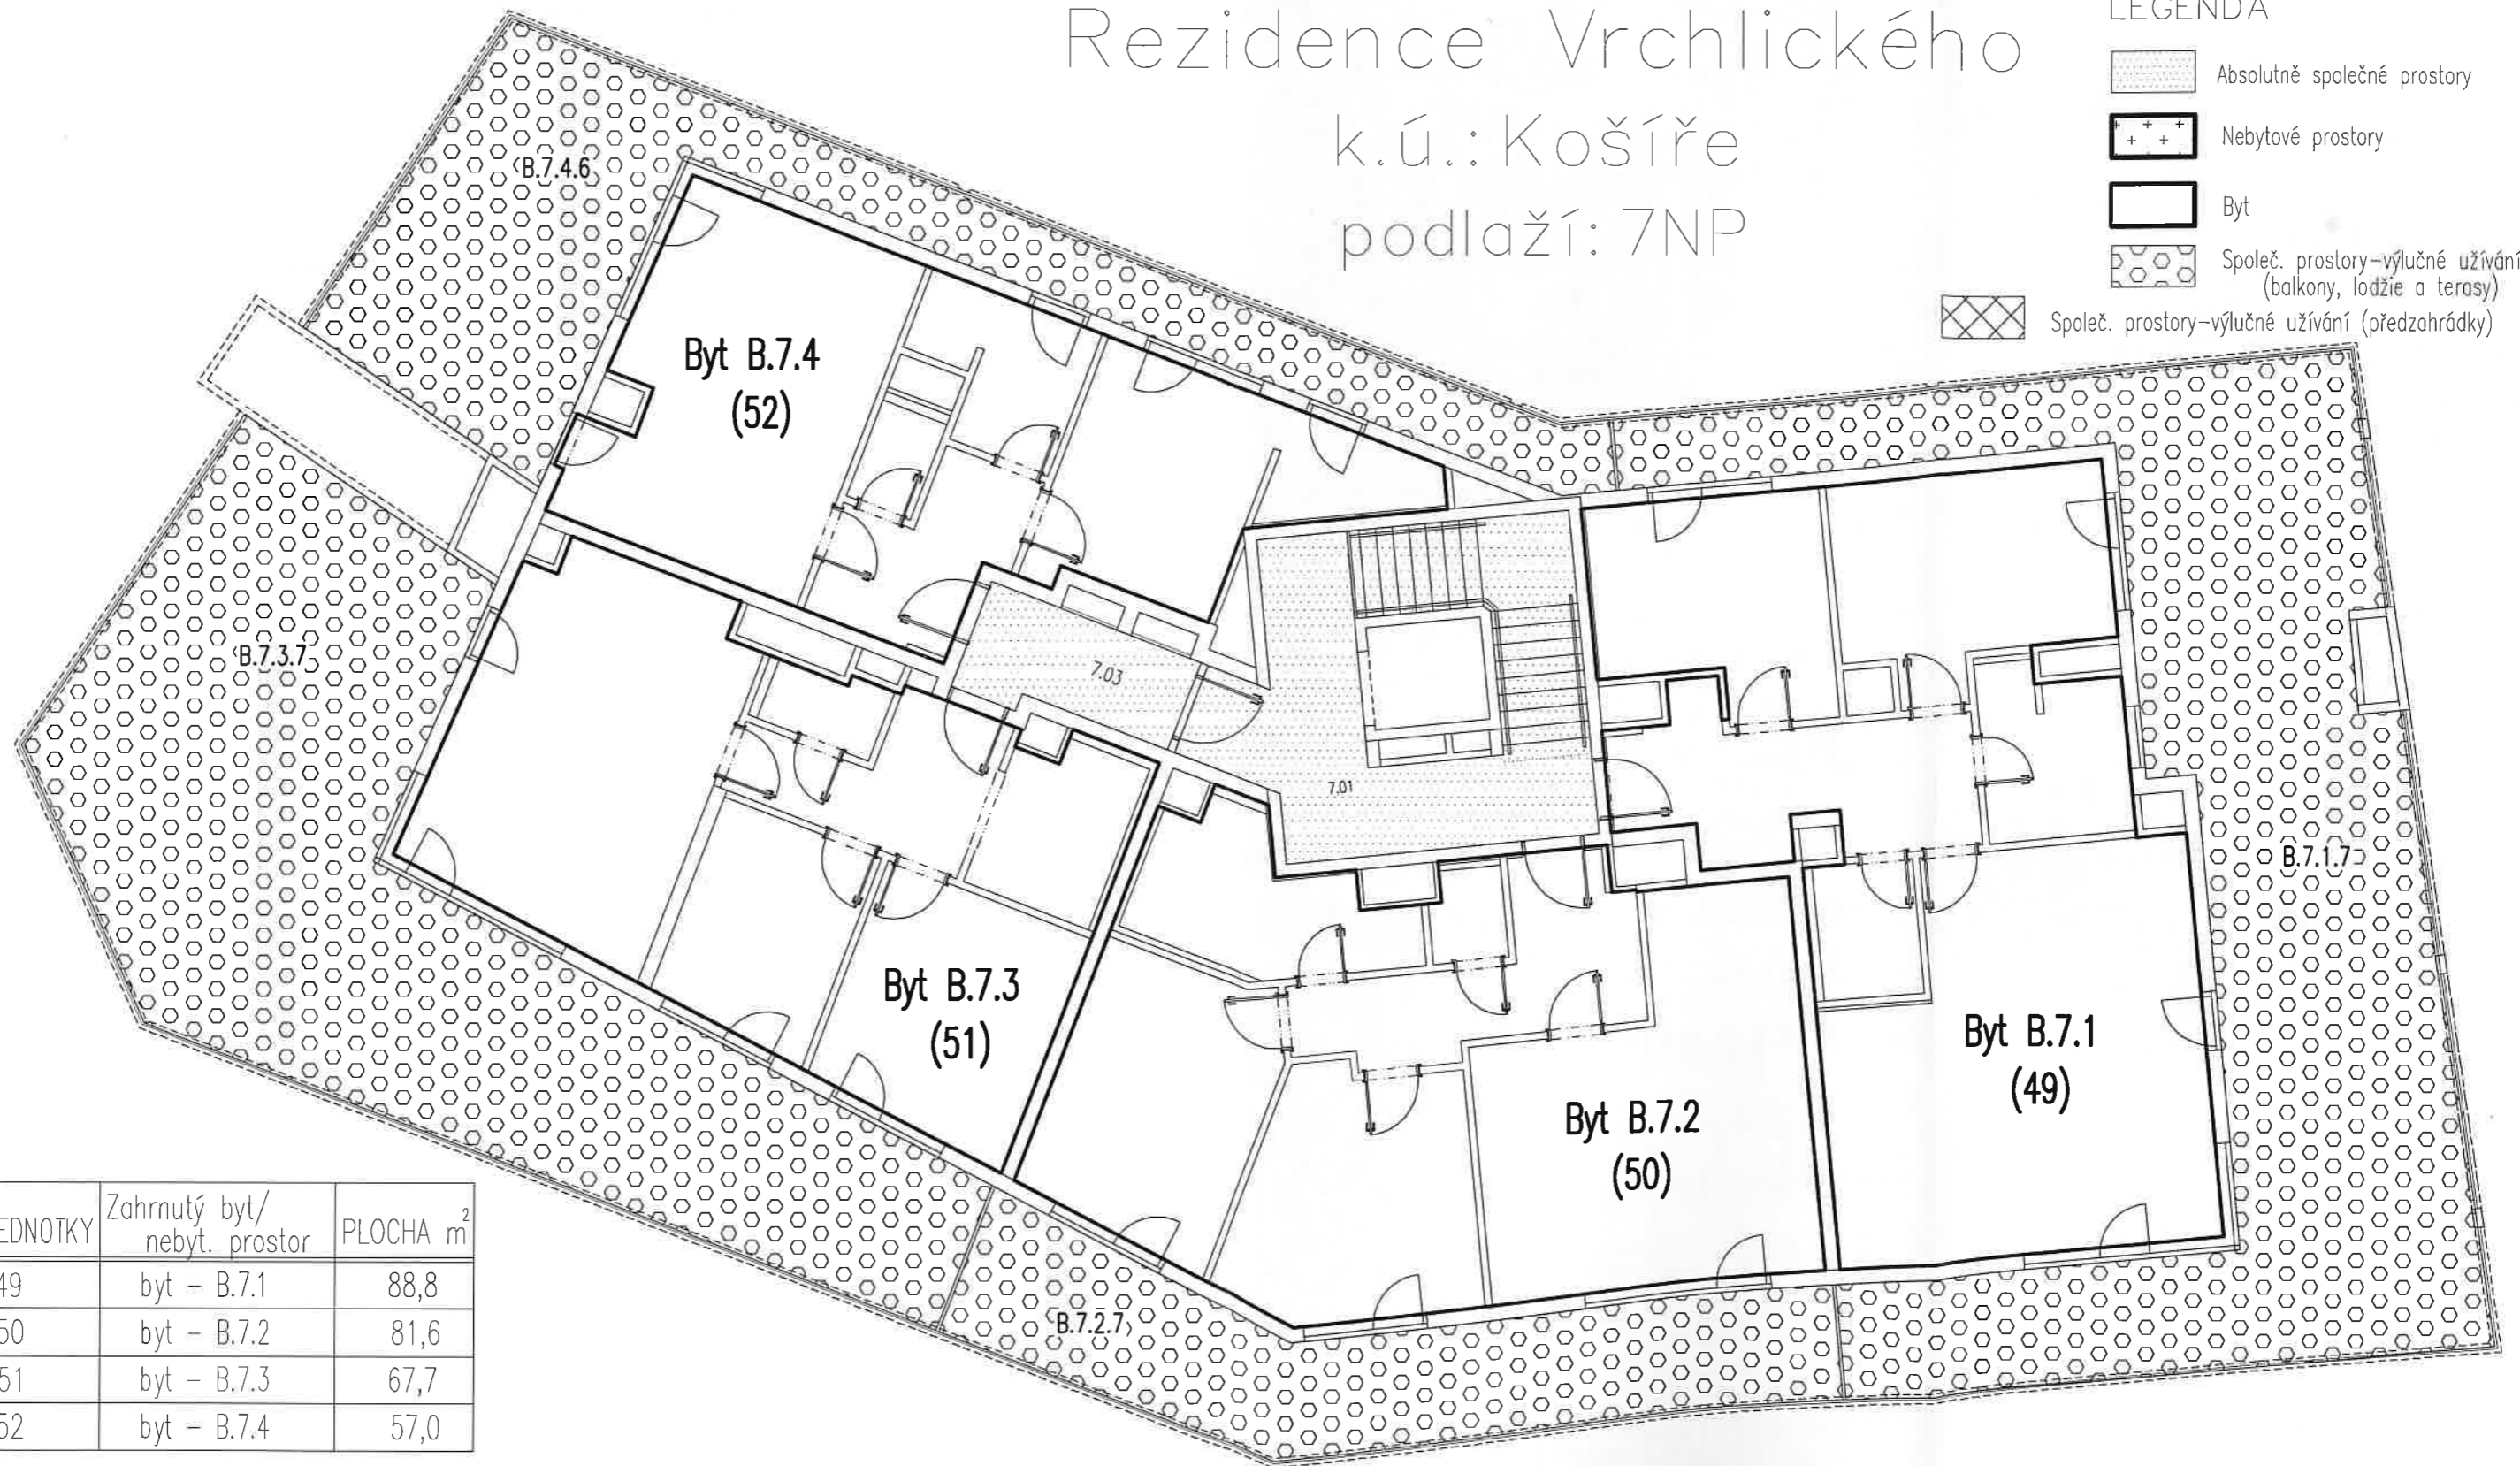 Rezidence Vrchlického
k.ú.: Košíře
podlaží: 7NP
LEGENDA
Absolutně společné prostory
Nebytové prostory
Byt
Společ. prostory-výlučné užívání
(balkony, lodžie a terasy)
Společ. prostory-výlučné užívání (předzahrádky)
B.7.4.6
Byt B.7.4
(52)
B.7.3.7
7.03
7.01
B.7.1.7
Byt B.7.3
(51)
Byt B.7.1
(49)
Byt B.7.2
(50)
B.7.2.7
EDNOTKY Zahrnutý byt/ nebyt. prostor PLOCHA m²
49 byt - B.7.1 88,8
50 byt - B.7.2 81,6
51 byt - B.7.3 67,7
52 byt - B.7.4 57,0